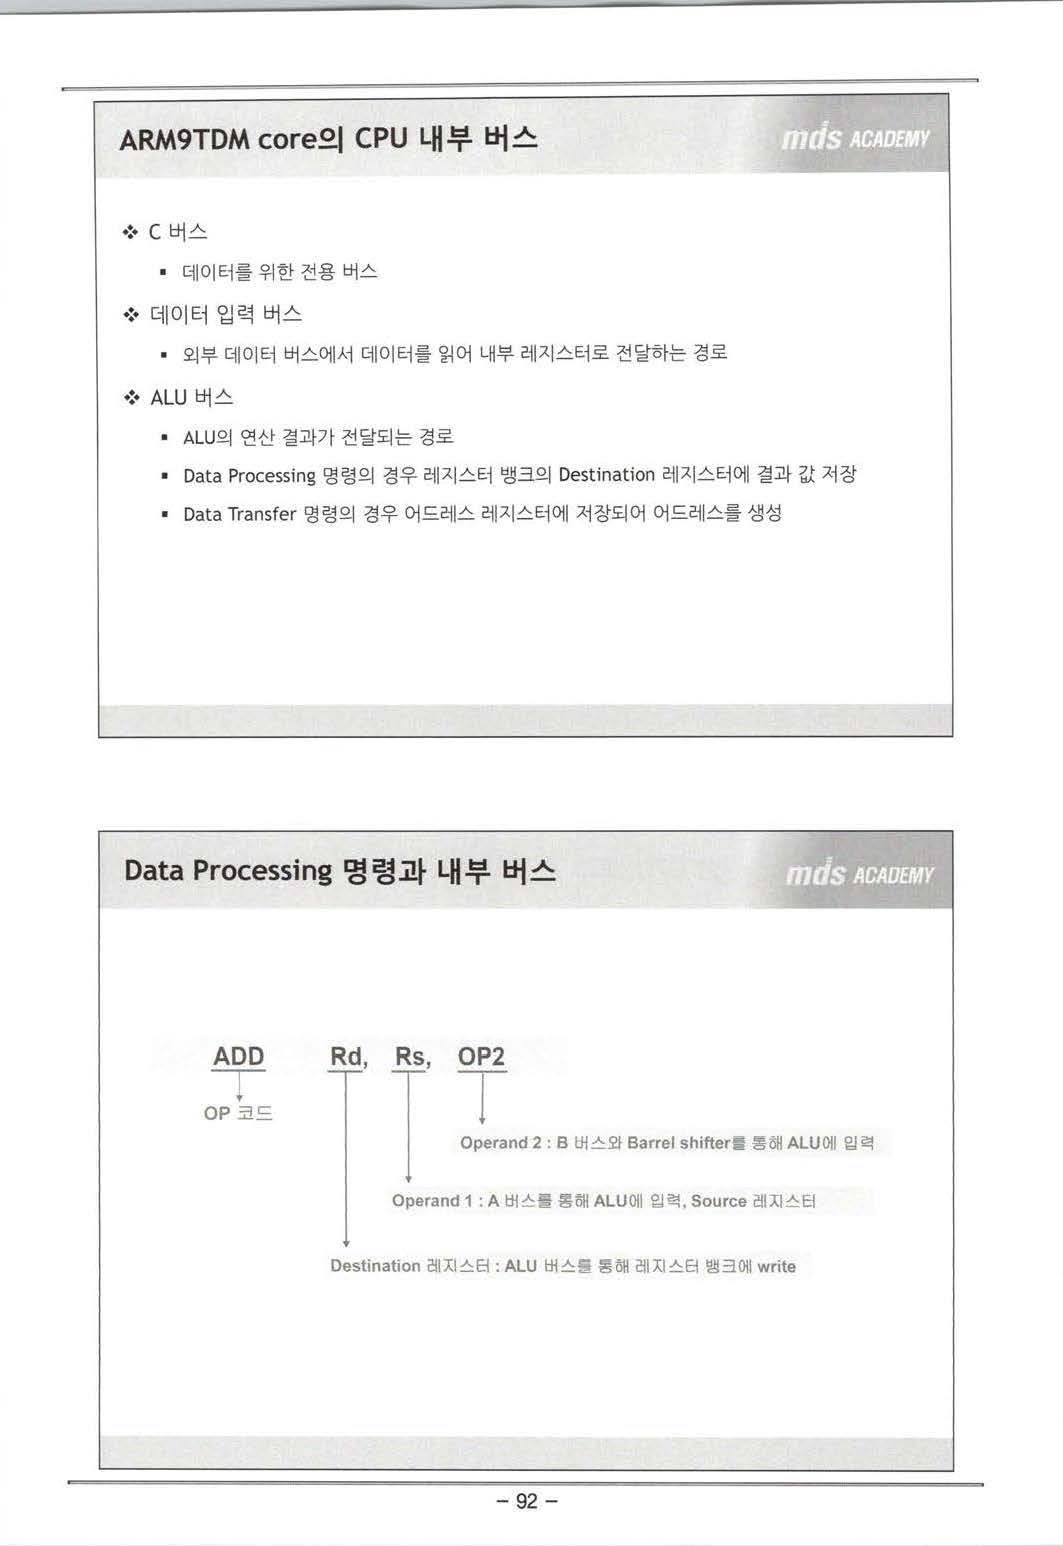 ARM9TDM core의 CPU 내부 버스
mds ACADEMY
❖ C 버스
▪ 데이터를 위한 전용 버스
❖ 데이터 입력 버스
▪ 외부 데이터 버스에서 데이터를 읽어 내부 레지스터로 전달하는 경로
❖ ALU 버스
▪ ALU의 연산 결과가 전달되는 경로
▪ Data Processing 명령의 경우 레지스터 뱅크의 Destination 레지스터에 결과 값 저장
▪ Data Transfer 명령의 경우 어드레스 레지스터에 저장되어 어드레스를 생성
Data Processing 명령과 내부 버스
mds ACADEMY
ADD Rd, Rs, OP2
OP 코드
Operand 2 : B 버스와 Barrel shifter를 통해 ALU에 입력
Operand 1 : A 버스를 통해 ALU에 입력, Source 레지스터
Destination 레지스터 : ALU 버스를 통해 레지스터 뱅크에 write
- 92 -